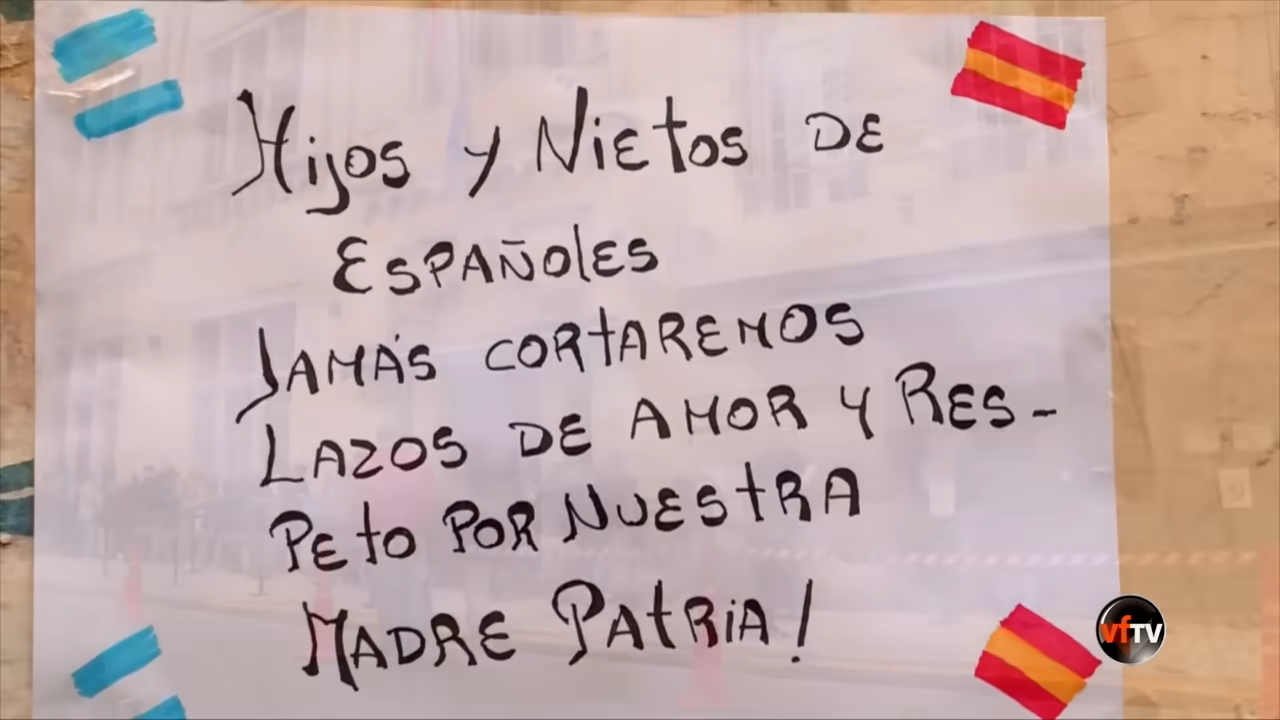 Hijos y Nietos DE
ESPAÑOlES
JAMÁS CORTAREMOS
LAZOS DE AMOR Y RES-
PETO POR NUESTRA
MADRE PATRIA!
vfTV